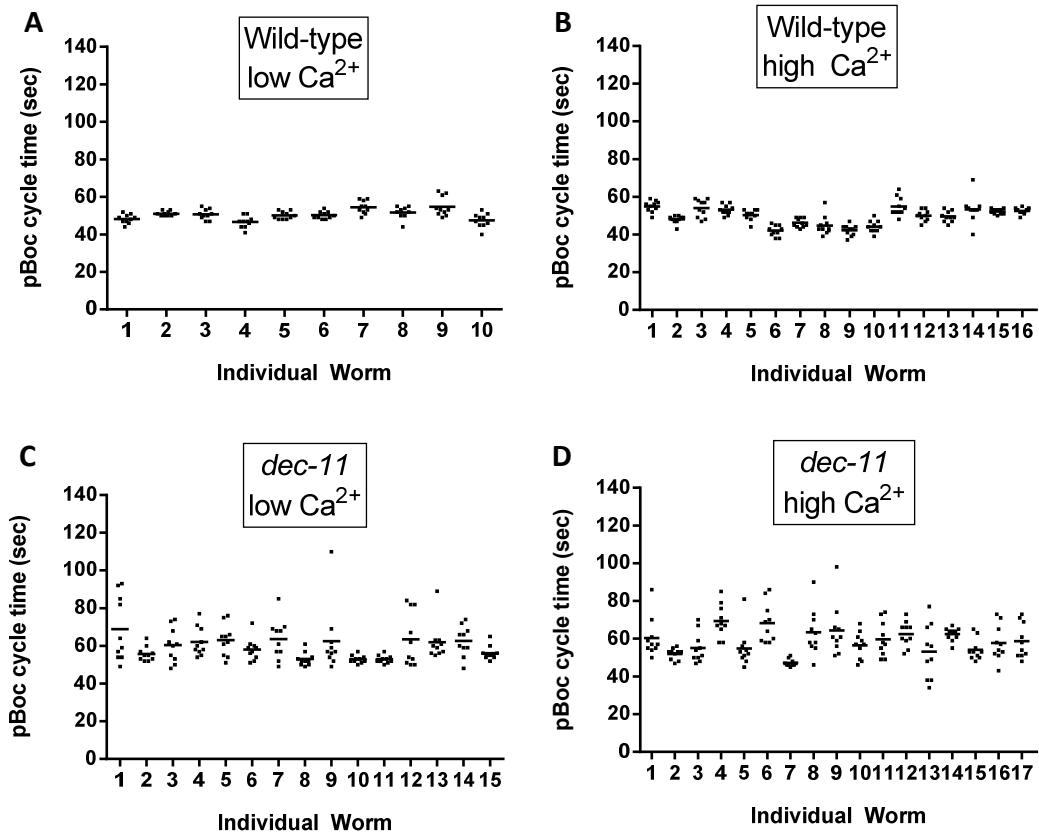 A
Wild-type
low Ca2+
pBoc cycle time (sec)
140
120
100
80
60
40
20
0
1 2 3 4 5 6 7 8 9 10
Individual Worm
B
Wild-type
high Ca2+
pBoc cycle time (sec)
140
120
100
80
60
40
20
0
1 2 3 4 5 6 7 8 9 10 11 12 13 14 15 16
Individual Worm
C
dec-11
low Ca2+
pBoc cycle time (sec)
140
120
100
80
60
40
20
0
1 2 3 4 5 6 7 8 9 10 11 12 13 14 15
Individual Worm
D
dec-11
high Ca2+
pBoc cycle time (sec)
140
120
100
80
60
40
20
0
1 2 3 4 5 6 7 8 9 10 11 12 13 14 15 16 17
Individual Worm